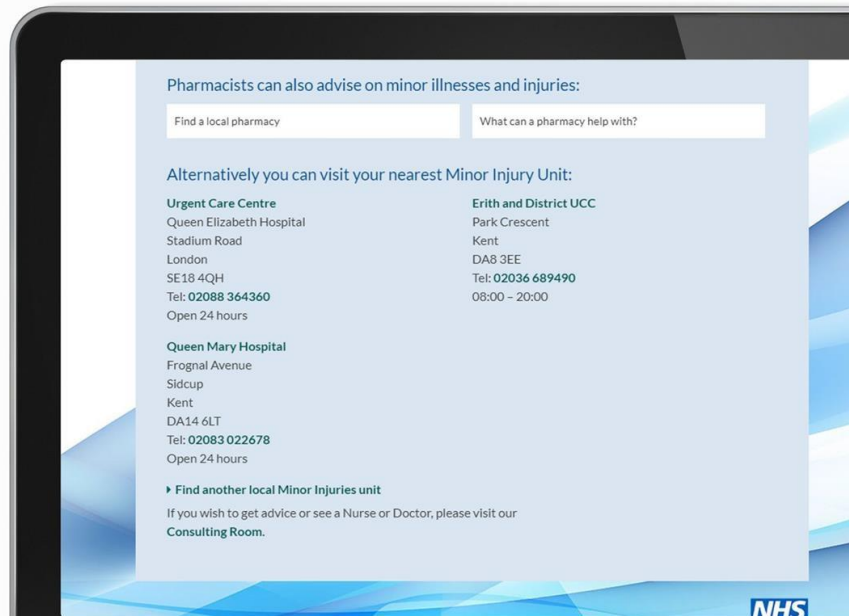 Pharmacists can also advise on minor illnesses and injuries:
Find a local pharmacy
What can a pharmacy help with?
Alternatively you can visit your nearest Minor Injury Unit:
Urgent Care Centre
Queen Elizabeth Hospital
Stadium Road
London
SE18 4QH
Tel: 02088 364360
Open 24 hours
Erith and District UCC
Park Crescent
Kent
DA8 3EE
Tel: 02036 689490
08:00 – 20:00
Queen Mary Hospital
Frognal Avenue
Sidcup
Kent
DA14 6LT
Tel: 02083 022678
Open 24 hours
Find another local Minor Injuries unit
If you wish to get advice or see a Nurse or Doctor, please visit our
Consulting Room.
NHS